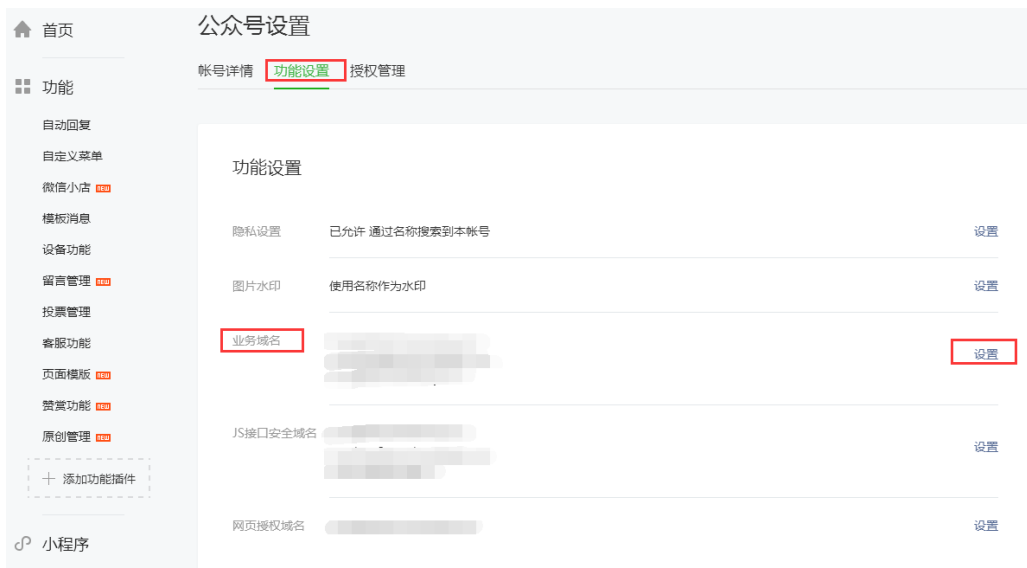 首页
功能
自动回复
自定义菜单
微信小店 NEW
模板消息
设备功能
留言管理 NEW
投票管理
客服功能
页面模版 NEW
赞赏功能 NEW
原创管理 NEW
添加功能插件
小程序
公众号设置
帐号详情 功能设置 授权管理
功能设置
隐私设置 已允许 通过名称搜索到本帐号 设置
图片水印 使用名称作为水印 设置
业务域名 设置
JS接口安全域名 设置
网页授权域名 设置